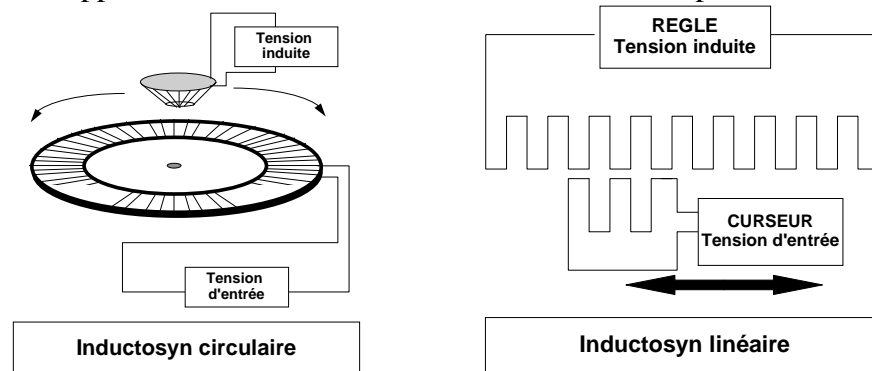 Tension
induite
Tension
d'entrée
Inductosyn circulaire
REGLE
Tension induite
CURSEUR
Tension d'entrée
Inductosyn linéaire